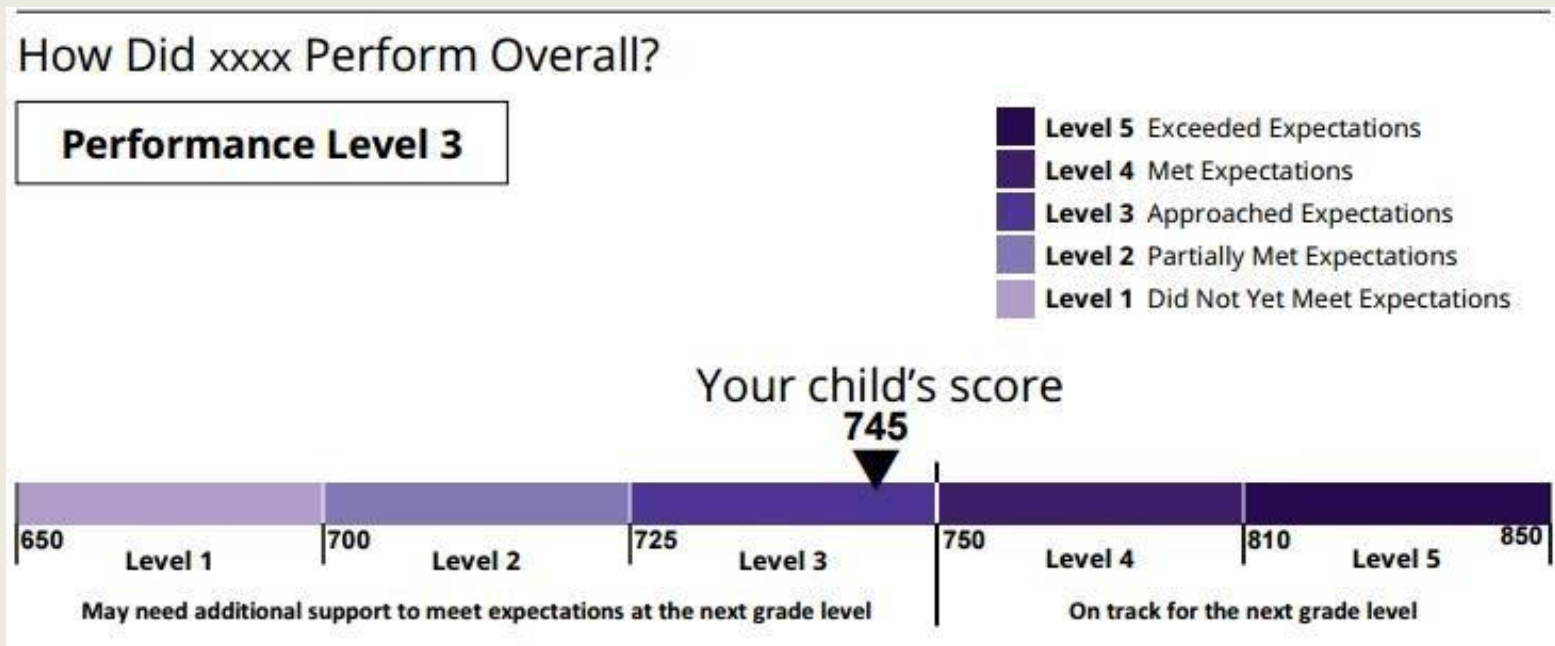 How Did xxxx Perform Overall?
Performance Level 3
Level 5 Exceeded Expectations
Level 4 Met Expectations
Level 3 Approached Expectations
Level 2 Partially Met Expectations
Level 1 Did Not Yet Meet Expectations
Your child's score
745
650 700 725 750 810 850
Level 1 Level 2 Level 3 Level 4 Level 5
May need additional support to meet expectations at the next grade level On track for the next grade level